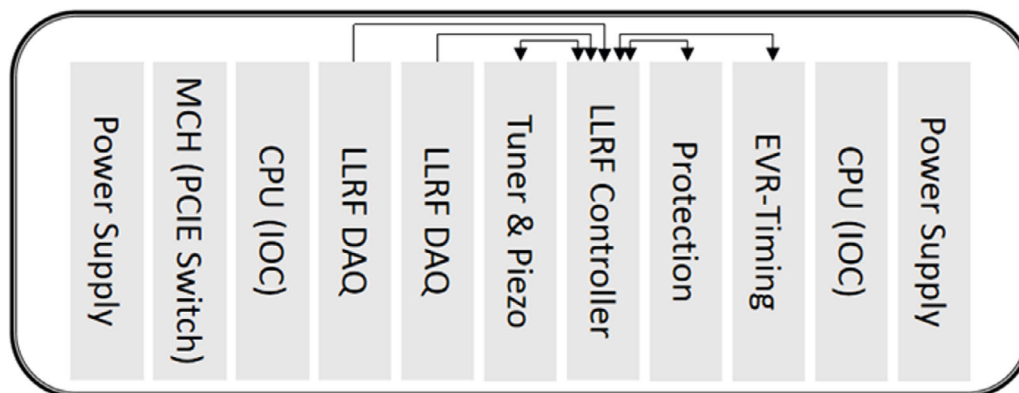 Power Supply
MCH (PCIE Switch)
CPU (IOC)
LLRF DAQ
LLRF DAQ
Tuner & Piezo
LLRF Controller
Protection
EVR-Timing
CPU (IOC)
Power Supply